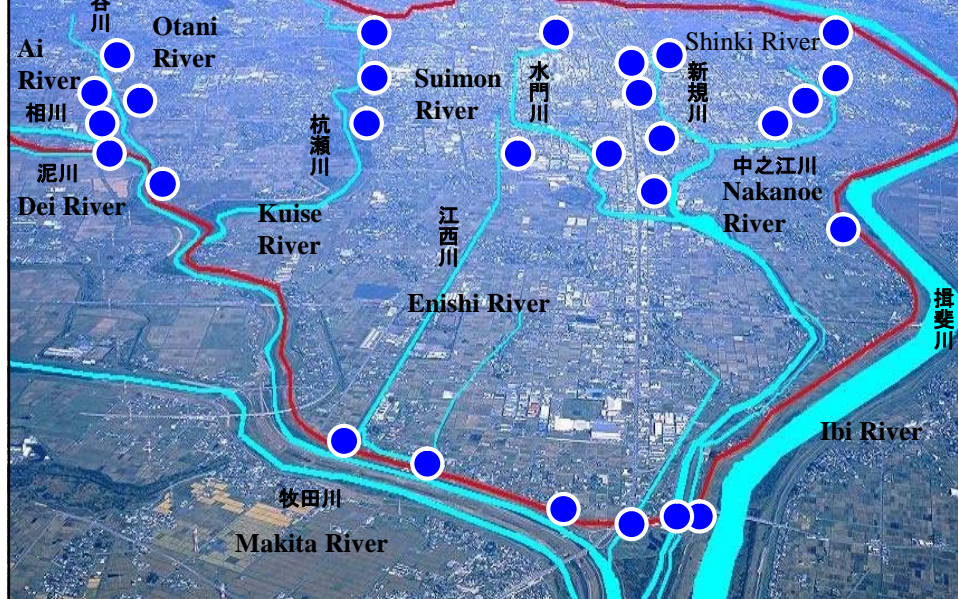 谷川
Otani
River
Ai
River
相川
泥川
Dei River
杭瀬川
Kuise
River
Suimon
River
水門川
Shinki River
新規川
中之江川
Nakanoe
River
江西川
Enishi River
揖斐川
Ibi River
牧田川
Makita River